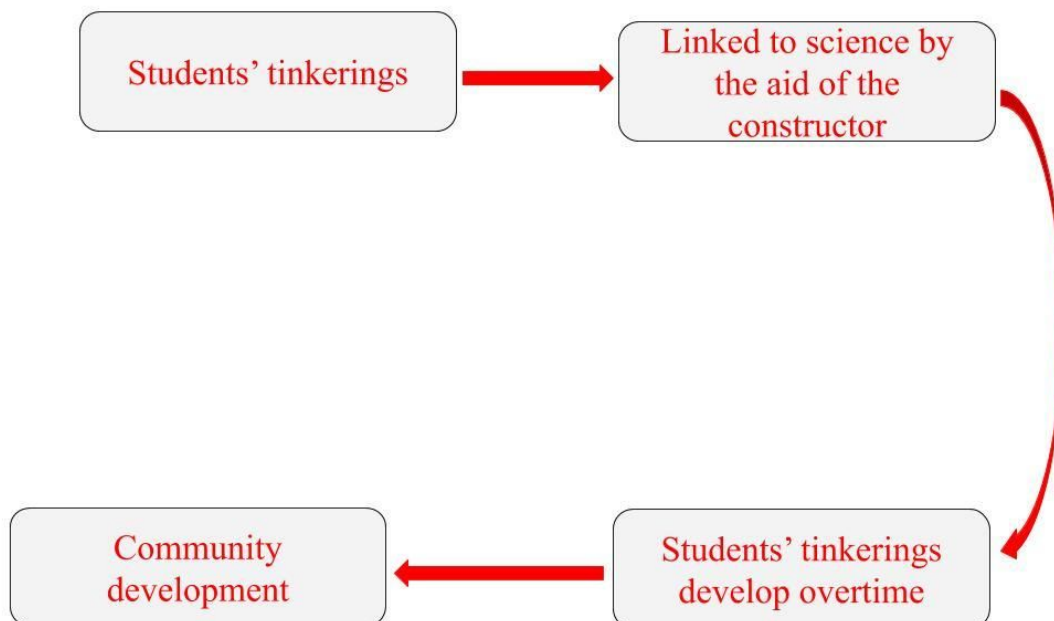 Students’ tinkerings
Linked to science by
the aid of the
constructor
Students’ tinkerings
develop overtime
Community
development